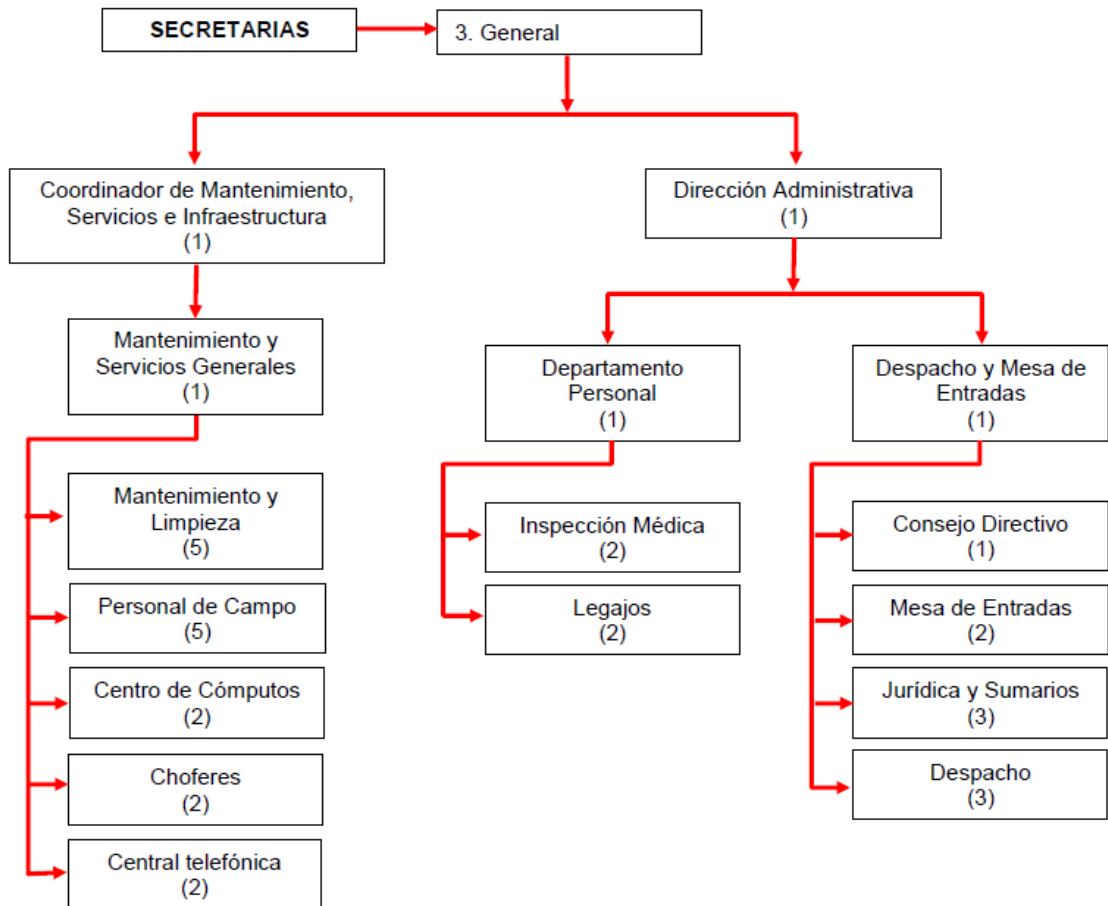 SECRETARIAS
3. General
Coordinador de Mantenimiento,
Servicios e Infraestructura
(1)
Dirección Administrativa
(1)
Mantenimiento y
Servicios Generales
(1)
Departamento
Personal
(1)
Despacho y Mesa de
Entradas
(1)
Mantenimiento y
Limpieza
(5)
Personal de Campo
(5)
Centro de Cómputos
(2)
Choferes
(2)
Central telefónica
(2)
Inspección Médica
(2)
Legajos
(2)
Consejo Directivo
(1)
Mesa de Entradas
(2)
Jurídica y Sumarios
(3)
Despacho
(3)